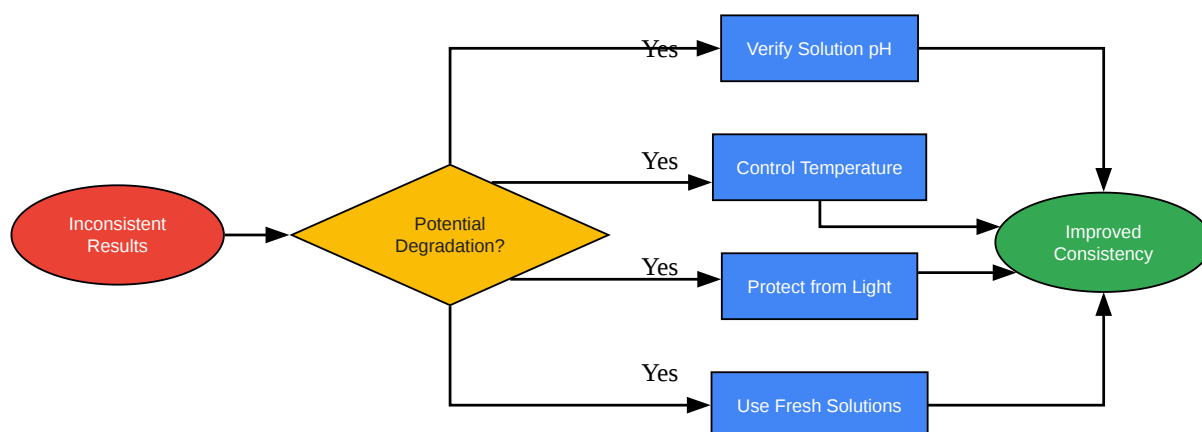 Yes
Verify Solution pH
Yes
Control Temperature
Inconsistent
Results
Potential
Degradation?
Improved
Consistency
Yes
Protect from Light
Yes
Use Fresh Solutions